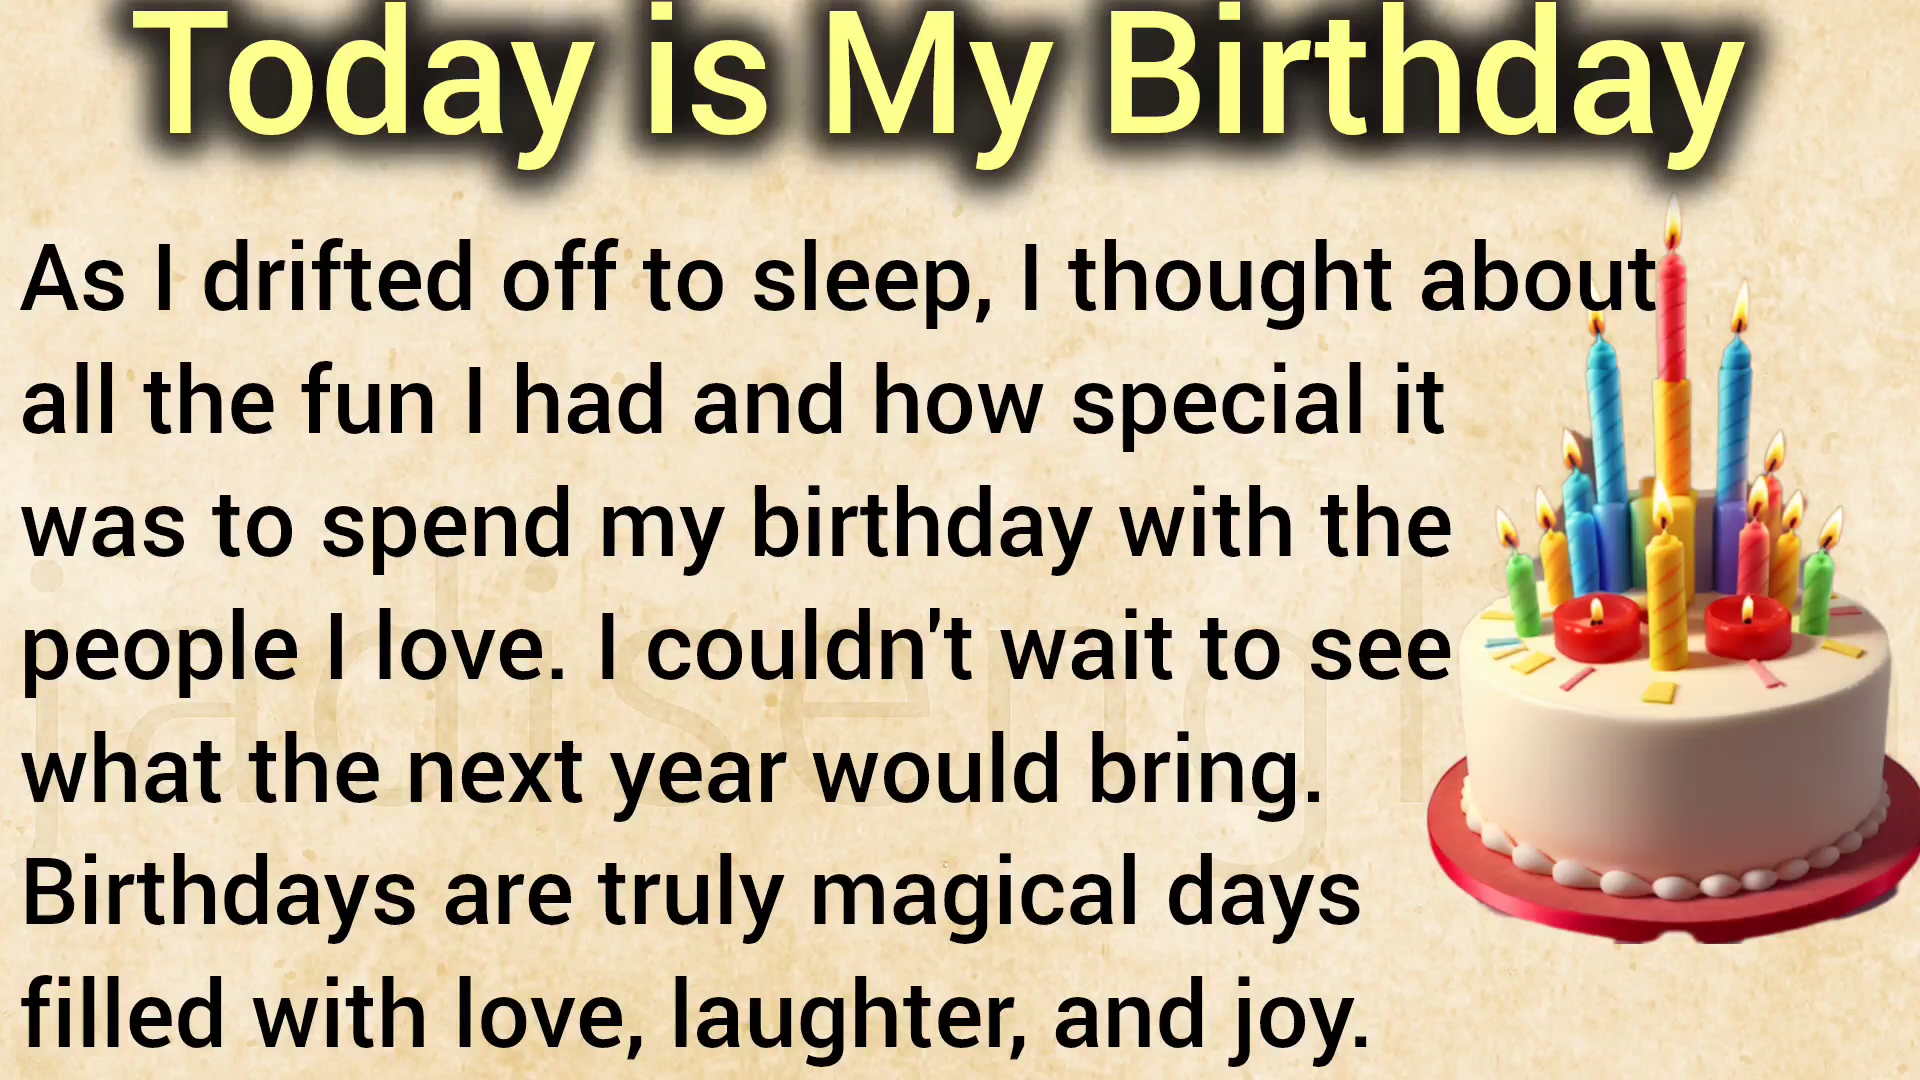 Today is My Birthday
As I drifted off to sleep, I thought about
all the fun I had and how special it
was to spend my birthday with the
people I love. I couldn't wait to see
what the next year would bring.
Birthdays are truly magical days
filled with love, laughter, and joy.
jadisengli